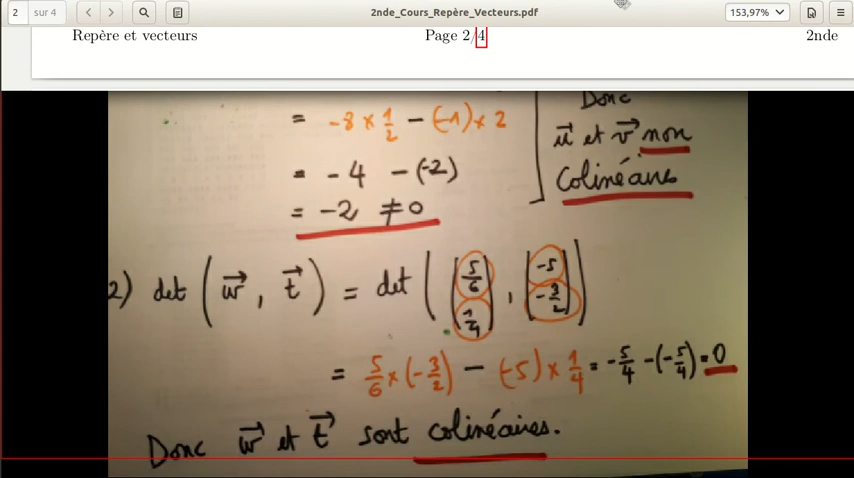 2 sur 4 2nde_Cours_Repère_Vecteurs.pdf 153,97%
Repère et vecteurs Page 2/4 2nde
= -8 × 1/2 - (-1) × 2
= -4 - (-2)
= -2 ≠ 0
Donc
u⃗ et v⃗ non
colinéaires
2) det (w⃗, t⃗) = det ((5/6 1/4), (-5 -3/2))
= 5/6 × (-3/2) - (-5) × 1/4 = -5/4 - (-5/4) = 0
Donc w⃗ et t⃗ sont colinéaires.